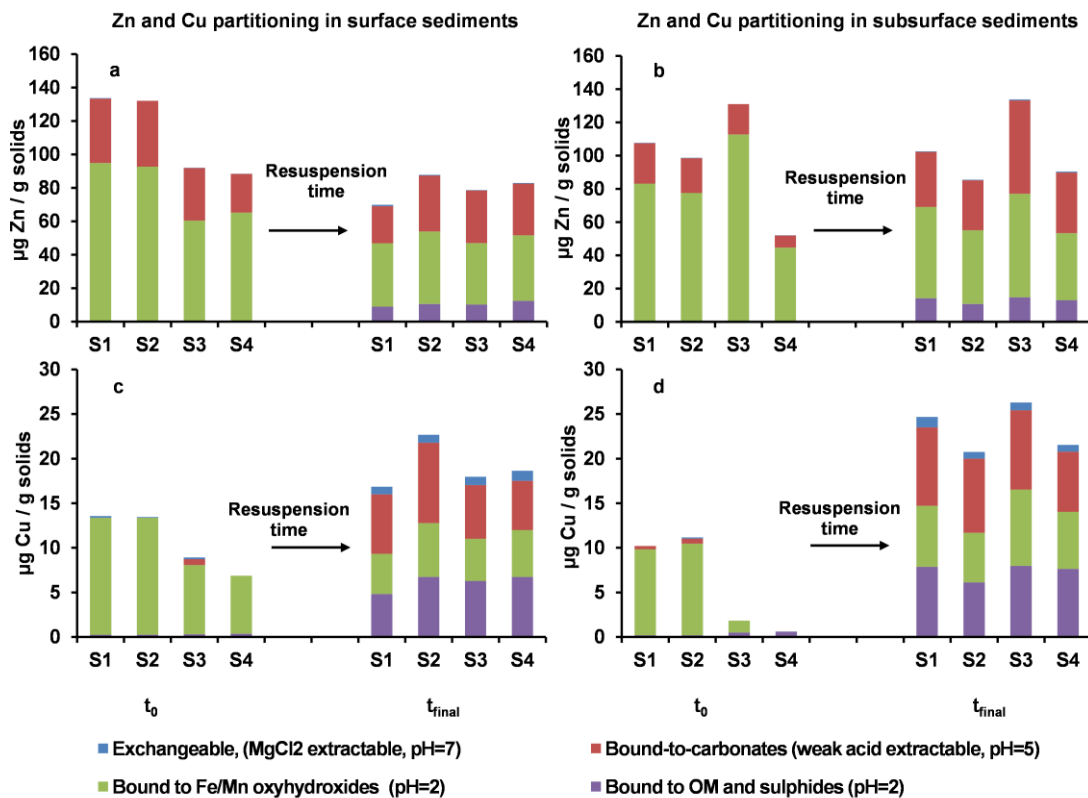 Zn and Cu partitioning in surface sediments
Zn and Cu partitioning in subsurface sediments
µg Zn / g solids
160
140
120
100
80
60
40
20
0
a
Resuspension
time
S1 S2 S3 S4 S1 S2 S3 S4
µg Zn / g solids
160
140
120
100
80
60
40
20
0
b
Resuspension
time
S1 S2 S3 S4 S1 S2 S3 S4
µg Cu / g solids
30
25
20
15
10
5
0
c
Resuspension
time
S1 S2 S3 S4 S1 S2 S3 S4
t0 tfinal
µg Cu / g solids
30
25
20
15
10
5
0
d
Resuspension
time
S1 S2 S3 S4 S1 S2 S3 S4
t0 tfinal
Exchangeable, (MgCl2 extractable, pH=7)
Bound-to-carbonates (weak acid extractable, pH=5)
Bound to Fe/Mn oxyhydroxides (pH=2)
Bound to OM and sulphides (pH=2)